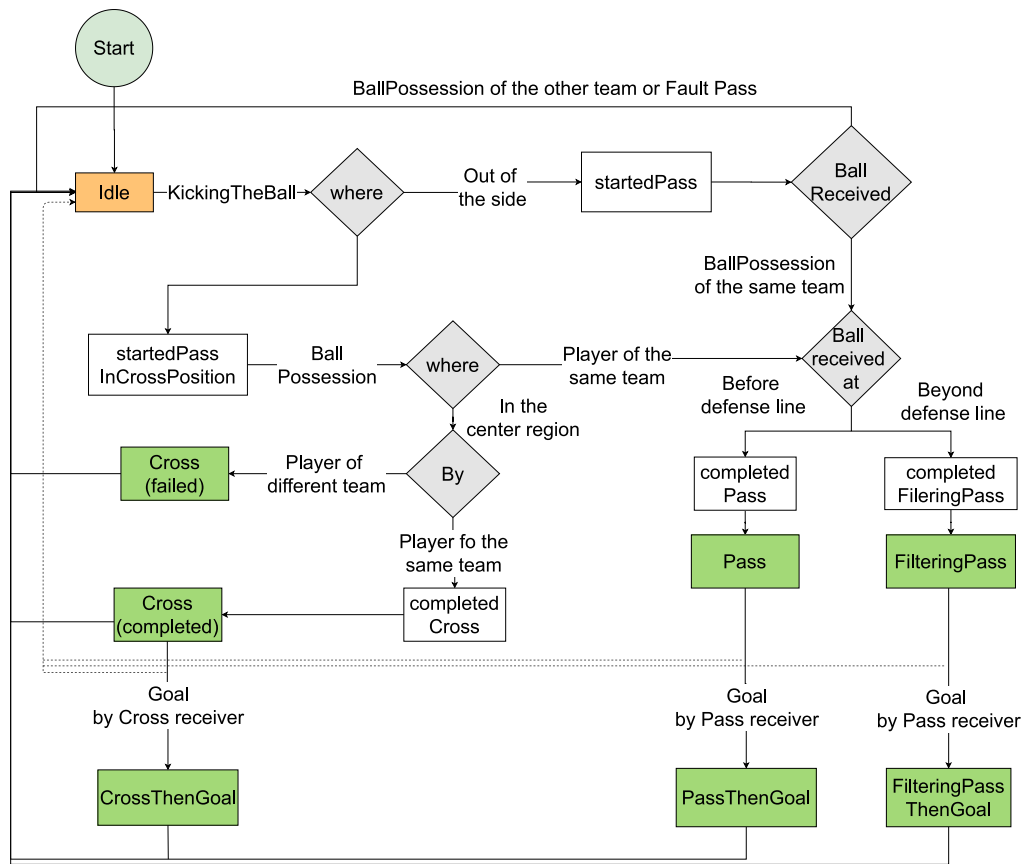 Start
BallPossession of the other team or Fault Pass
Idle
KickingTheBall
where
Out of
the side
startedPass
Ball
Received
BallPossession
of the same team
startedPass
InCrossPosition
Ball
Possession
where
Player of the
same team
Ball
received
at
Before
defense line
Beyond
defense line
In the
center region
Cross
(failed)
Player of
different team
By
completed
Pass
completed
FileringPass
Player fo the
same team
Pass
FilteringPass
Cross
(completed)
completed
Cross
Goal
by Cross receiver
Goal
by Pass receiver
Goal
by Pass receiver
CrossThenGoal
PassThenGoal
FilteringPass
ThenGoal